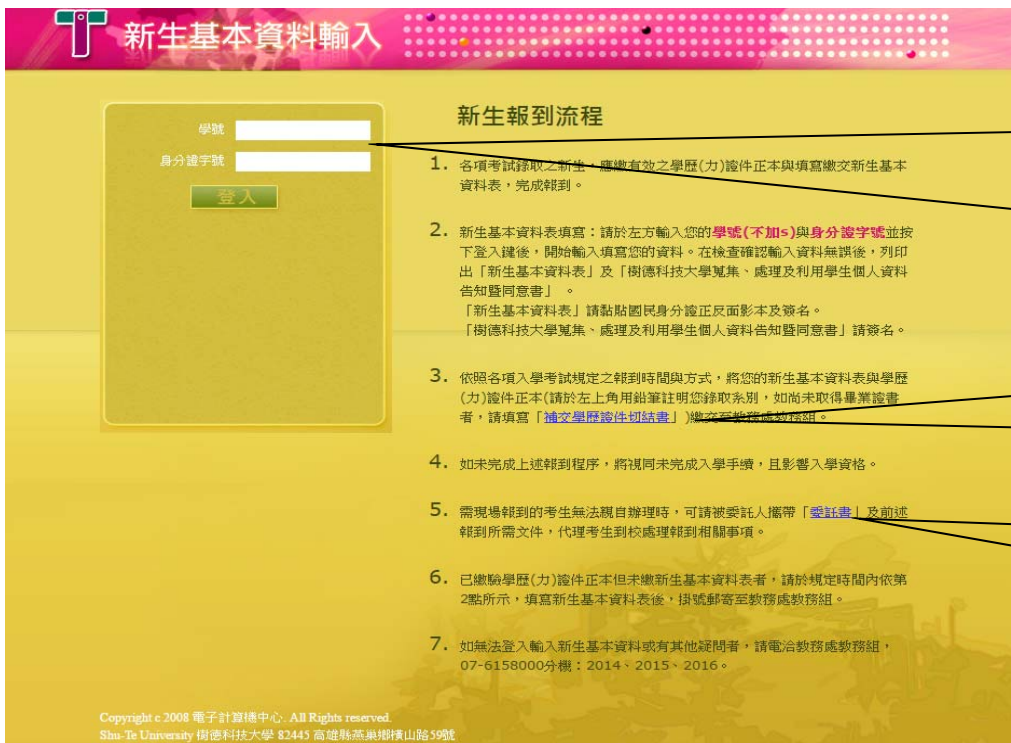 新生基本資料輸入
學號
身分證字號
登入
新生報到流程
1. 各項考試錄取之新生，應繳有效之學歷(力)證件正本與填寫繳交新生基本
資料表，完成報到。
2. 新生基本資料表填寫：請於左方輸入您的學號(不加s)與身分證字號並按
下登入鍵後，開始輸入填寫您的資料。在檢查確認輸入資料無誤後，列印
出「新生基本資料表」及「樹德科技大學蒐集、處理及利用學生個人資料
告知暨同意書」 。
「新生基本資料表」請黏貼國民身分證正反面影本及簽名。
「樹德科技大學蒐集、處理及利用學生個人資料告知暨同意書」請簽名。
3. 依照各項入學考試規定之報到時間與方式，將您的新生基本資料表與學歷
(力)證件正本(請於左上角用鉛筆註明您錄取系別，如尚未取得畢業證書
者，請填寫「補交學歷證件切結書」)繳交至教務處教務組。
4. 如未完成上述報到程序，將視同未完成入學手續，且影響入學資格。
5. 需現場報到的考生無法親自辦理時，可請被委託人攜帶「委託書」及前述
報到所需文件，代理考生到校處理報到相關事項。
6. 已繳驗學歷(力)證件正本但未繳新生基本資料表者，請於規定時間內依第
2點所示，填寫新生基本資料表後，掛號郵寄至教務處教務組。
7. 如無法登入輸入新生基本資料或有其他疑問者，請電洽教務處教務組，
07-6158000分機：2014、2015、2016。
Copyright c 2008 電子計算機中心. All Rights reserved.
Shu-Te University 樹德科技大學 82445 高雄縣燕巢鄉橫山路59號